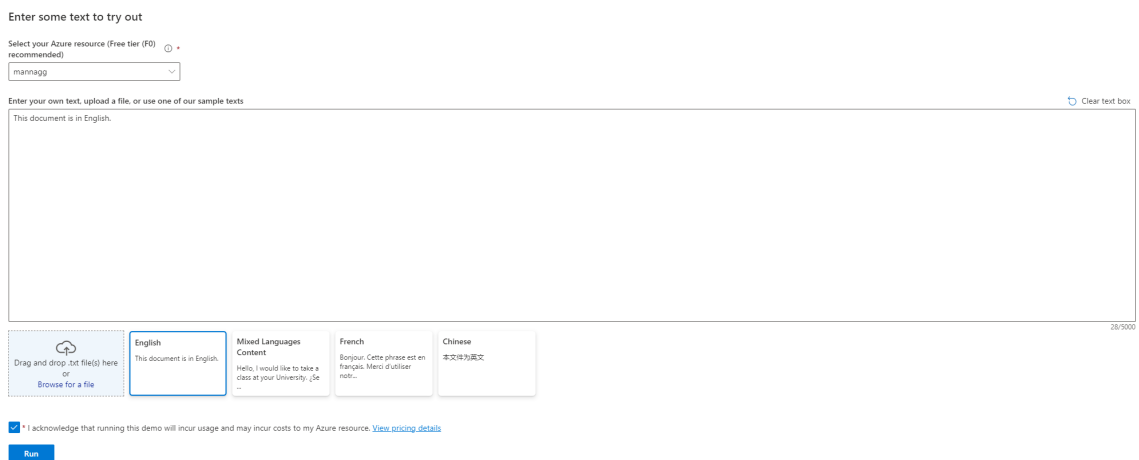 Enter some text to try out
Select your Azure resource (Free tier (F0)
recommended) *
mannagg
Enter your own text, upload a file, or use one of our sample texts
Clear text box
This document is in English.
28/5000
Drag and drop .txt file(s) here
or
Browse for a file
English
This document is in English.
Mixed Languages
Content
Hello, I would like to take a
class at your University. ¿Se
...
French
Bonjour. Cette phrase est en
français. Merci d'utiliser
notr...
Chinese
本文件为英文
* I acknowledge that running this demo will incur usage and may incur costs to my Azure resource. View pricing details
Run